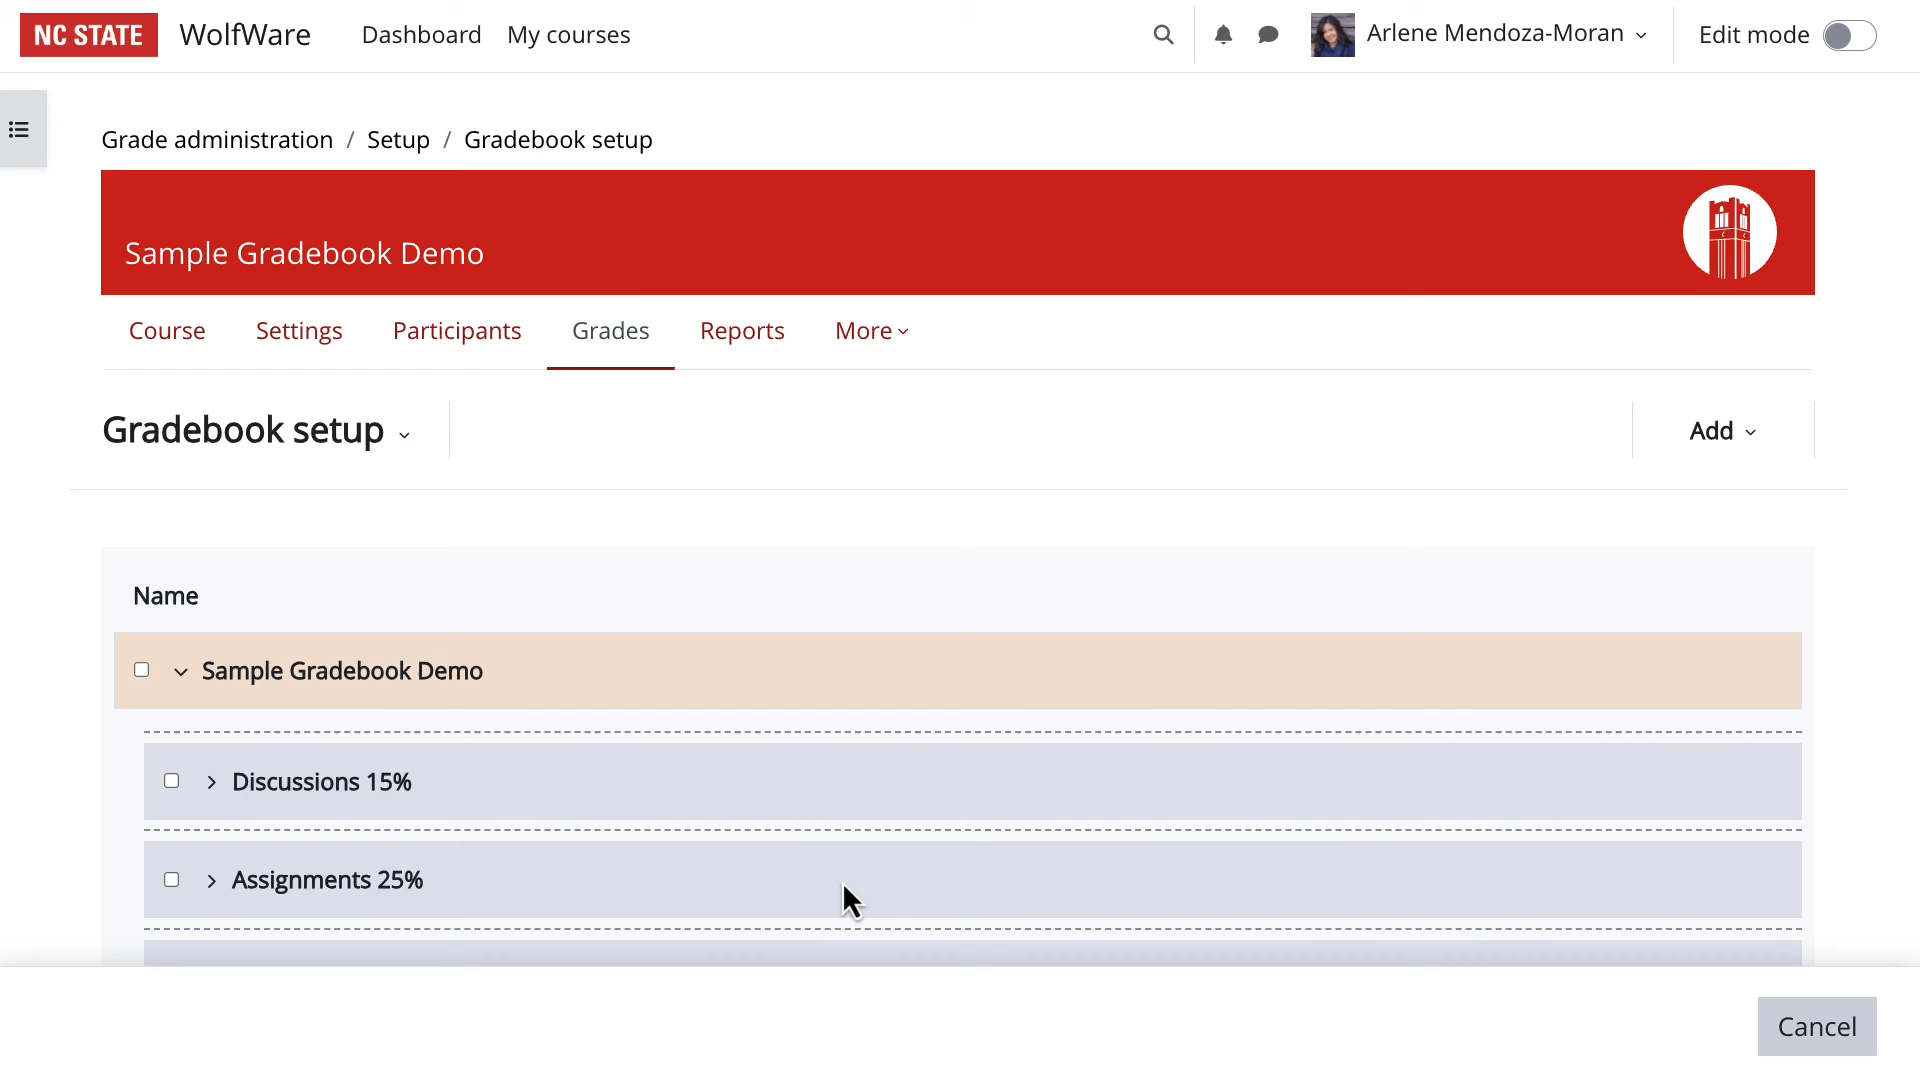 NC STATE WolfWare Dashboard My courses Arlene Mendoza-Moran Edit mode
Grade administration / Setup / Gradebook setup
Sample Gradebook Demo
Course Settings Participants Grades Reports More
Gradebook setup Add
Name
Sample Gradebook Demo
Discussions 15%
Assignments 25%
Cancel